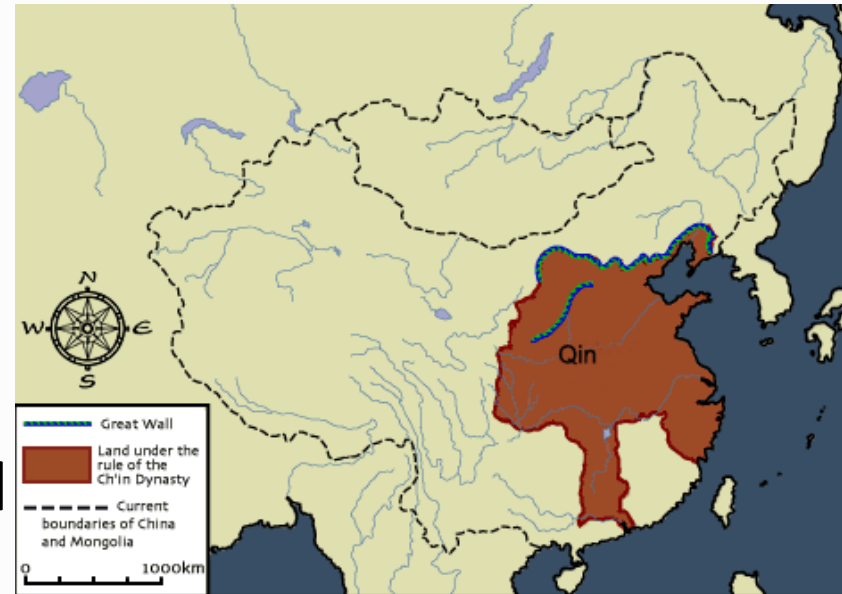 N
W E
S
Qin
Great Wall
Land under the
rule of the
Ch'in Dynasty
Current
boundaries of China
and Mongolia
0 1000km